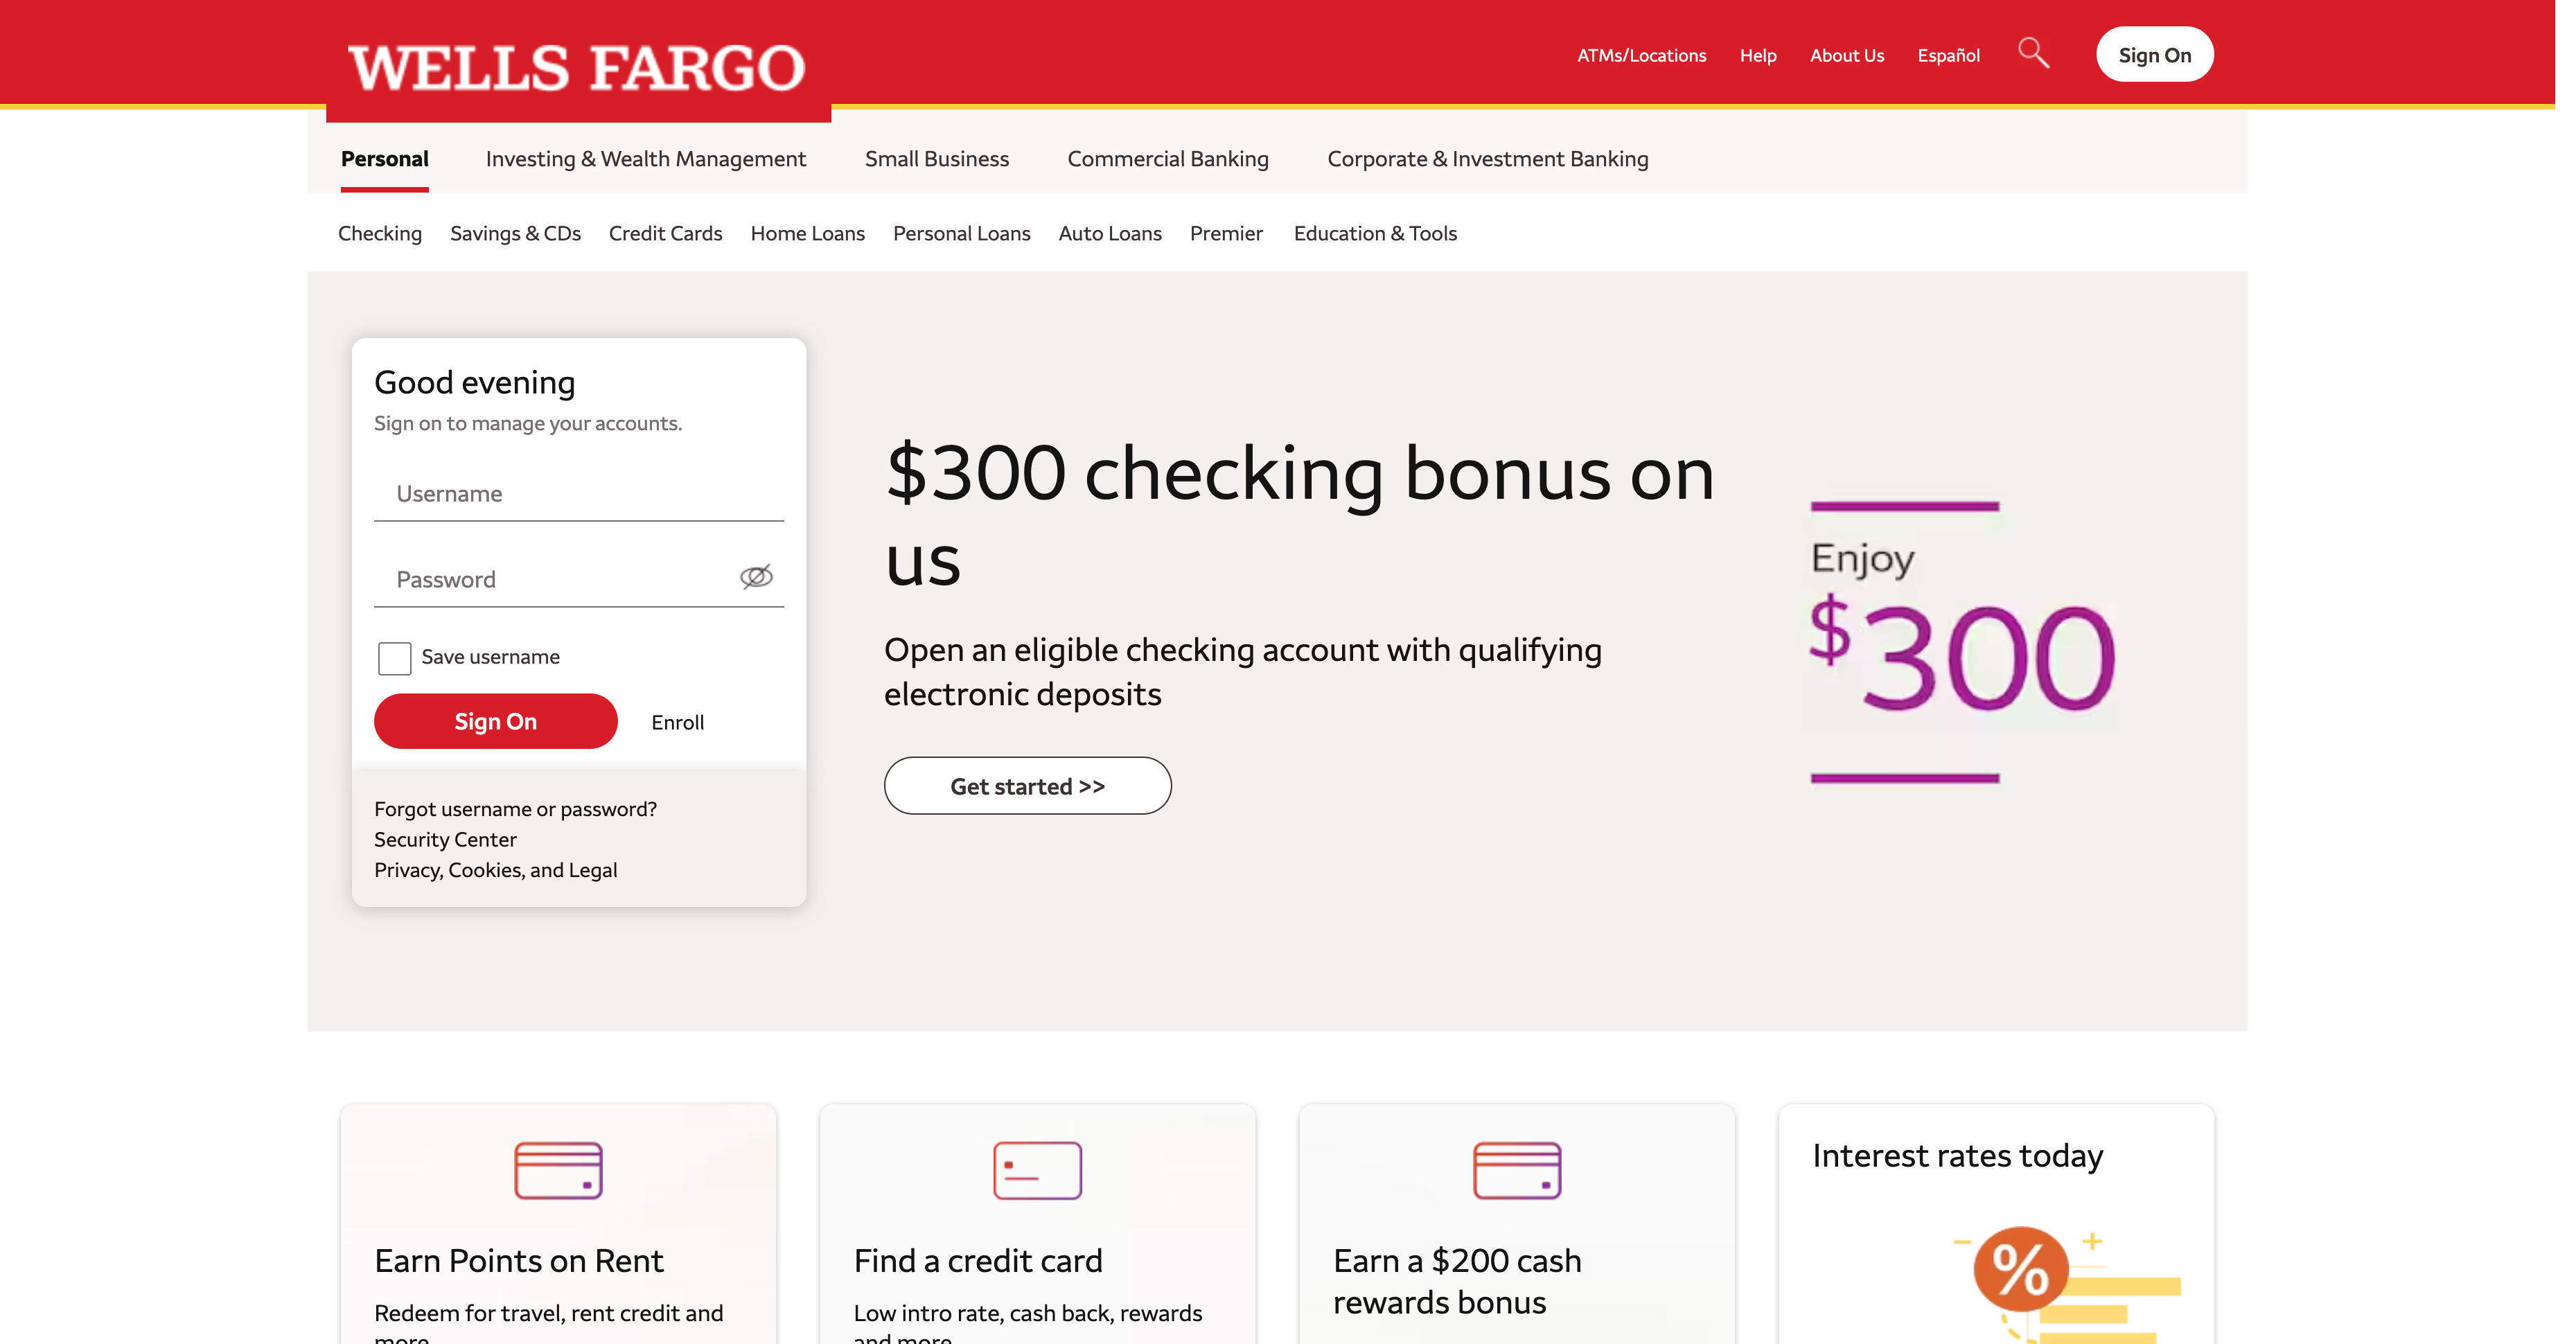 WELLS FARGO
ATMs/Locations Help About Us Español Sign On
Personal Investing & Wealth Management Small Business Commercial Banking Corporate & Investment Banking
Checking Savings & CDs Credit Cards Home Loans Personal Loans Auto Loans Premier Education & Tools
Good evening
Sign on to manage your accounts.
Username
Password
Save username
Sign On Enroll
Forgot username or password?
Security Center
Privacy, Cookies, and Legal
$300 checking bonus on
us
Open an eligible checking account with qualifying
electronic deposits
Get started >>
Enjoy
$300
Earn Points on Rent
Redeem for travel, rent credit and
more
Find a credit card
Low intro rate, cash back, rewards
and more
Earn a $200 cash
rewards bonus
Interest rates today
%